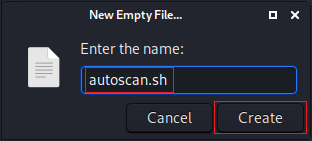 New Empty File...
Enter the name:
autoscan.sh
Cancel Create